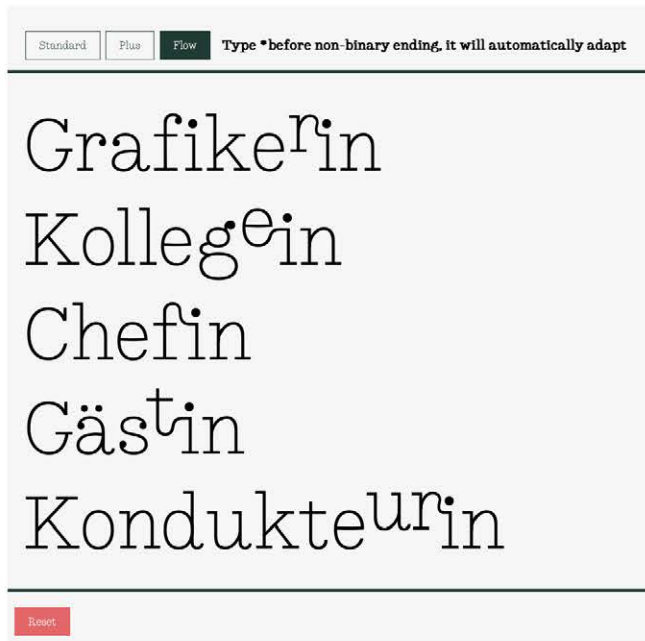 Standard Plus Flow Type *before non-binary ending, it will automatically adapt
Grafikerin
Kollegein
Chefin
Gästin
Kondukteurin
Reset